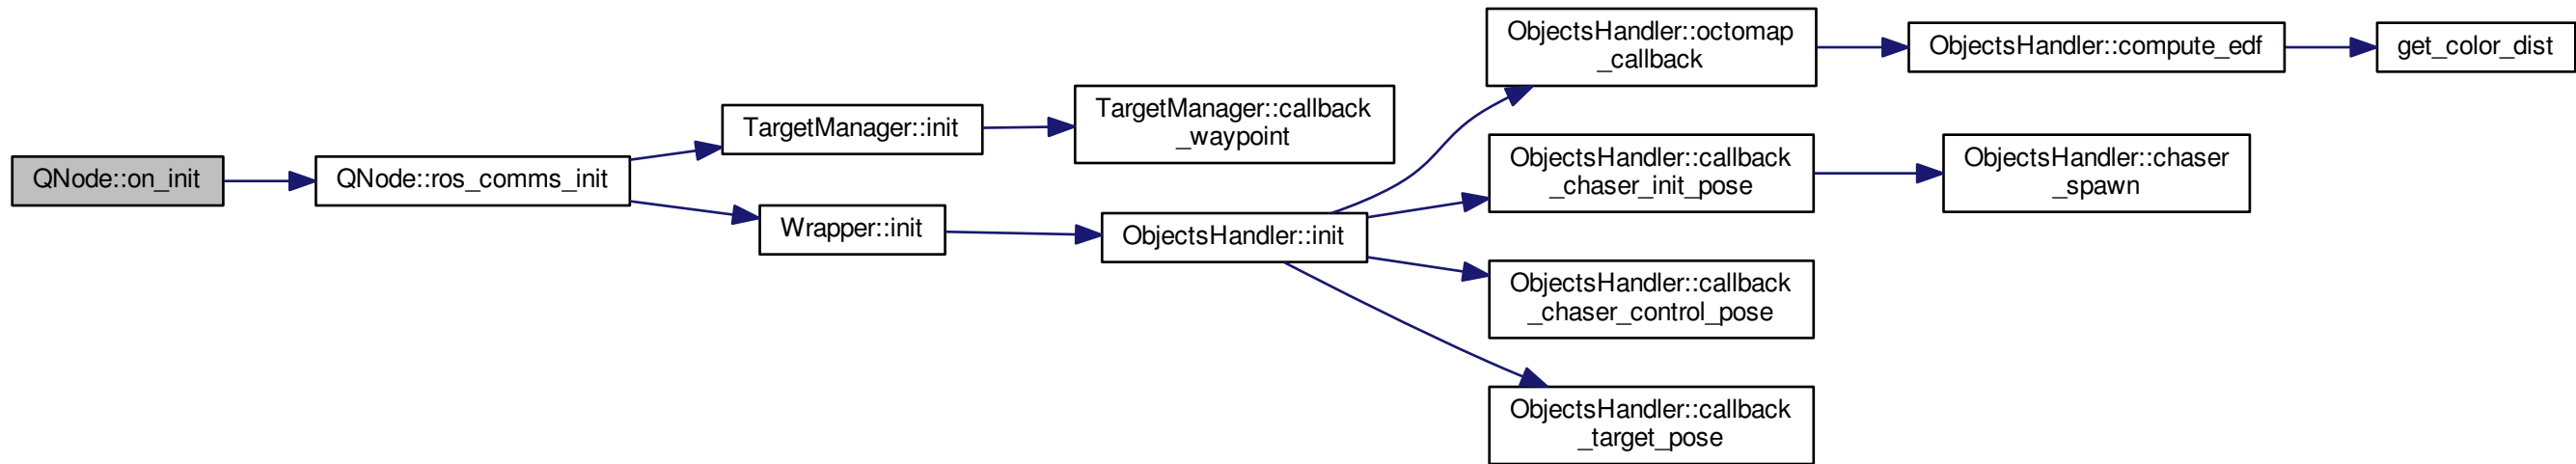 QNode::on_init
QNode::ros_comms_init
TargetManager::init
TargetManager::callback
_waypoint
Wrapper::init
ObjectsHandler::init
ObjectsHandler::octomap
_callback
ObjectsHandler::compute_edf
get_color_dist
ObjectsHandler::callback
_chaser_init_pose
ObjectsHandler::chaser
_spawn
ObjectsHandler::callback
_chaser_control_pose
ObjectsHandler::callback
_target_pose